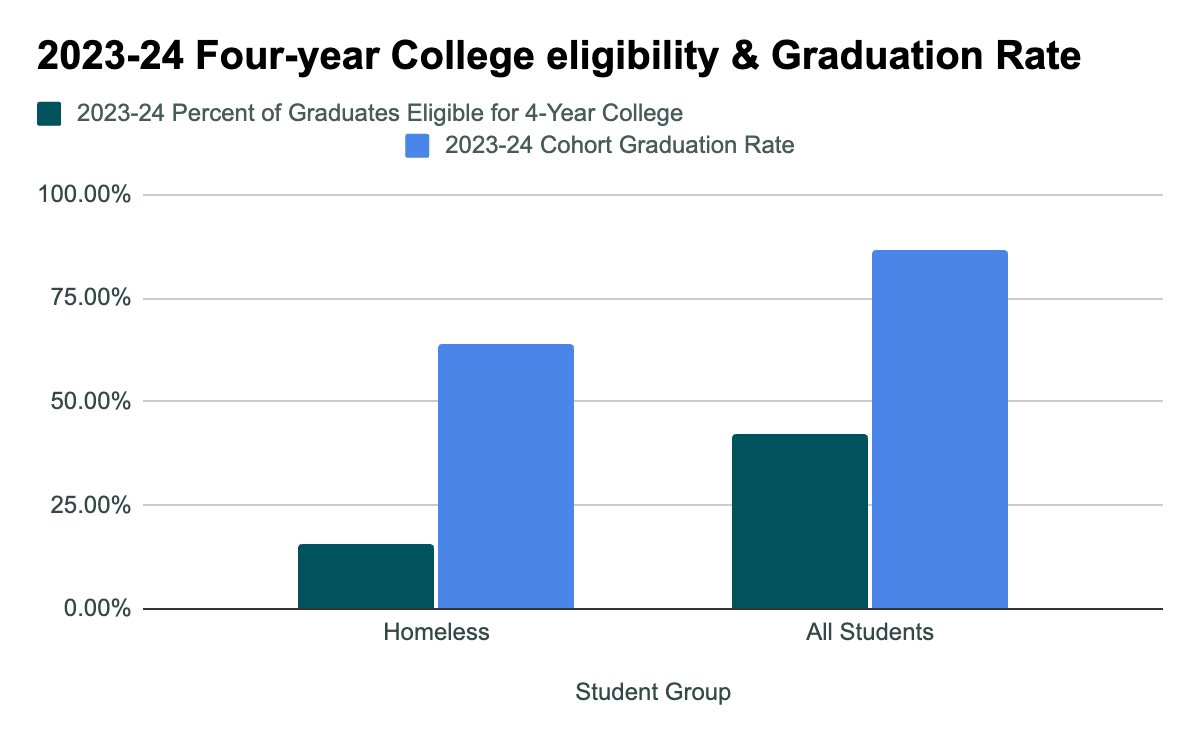 2023-24 Four-year College eligibility & Graduation Rate
2023-24 Percent of Graduates Eligible for 4-Year College
2023-24 Cohort Graduation Rate
100.00%
75.00%
50.00%
25.00%
0.00%
Homeless
All Students
Student Group